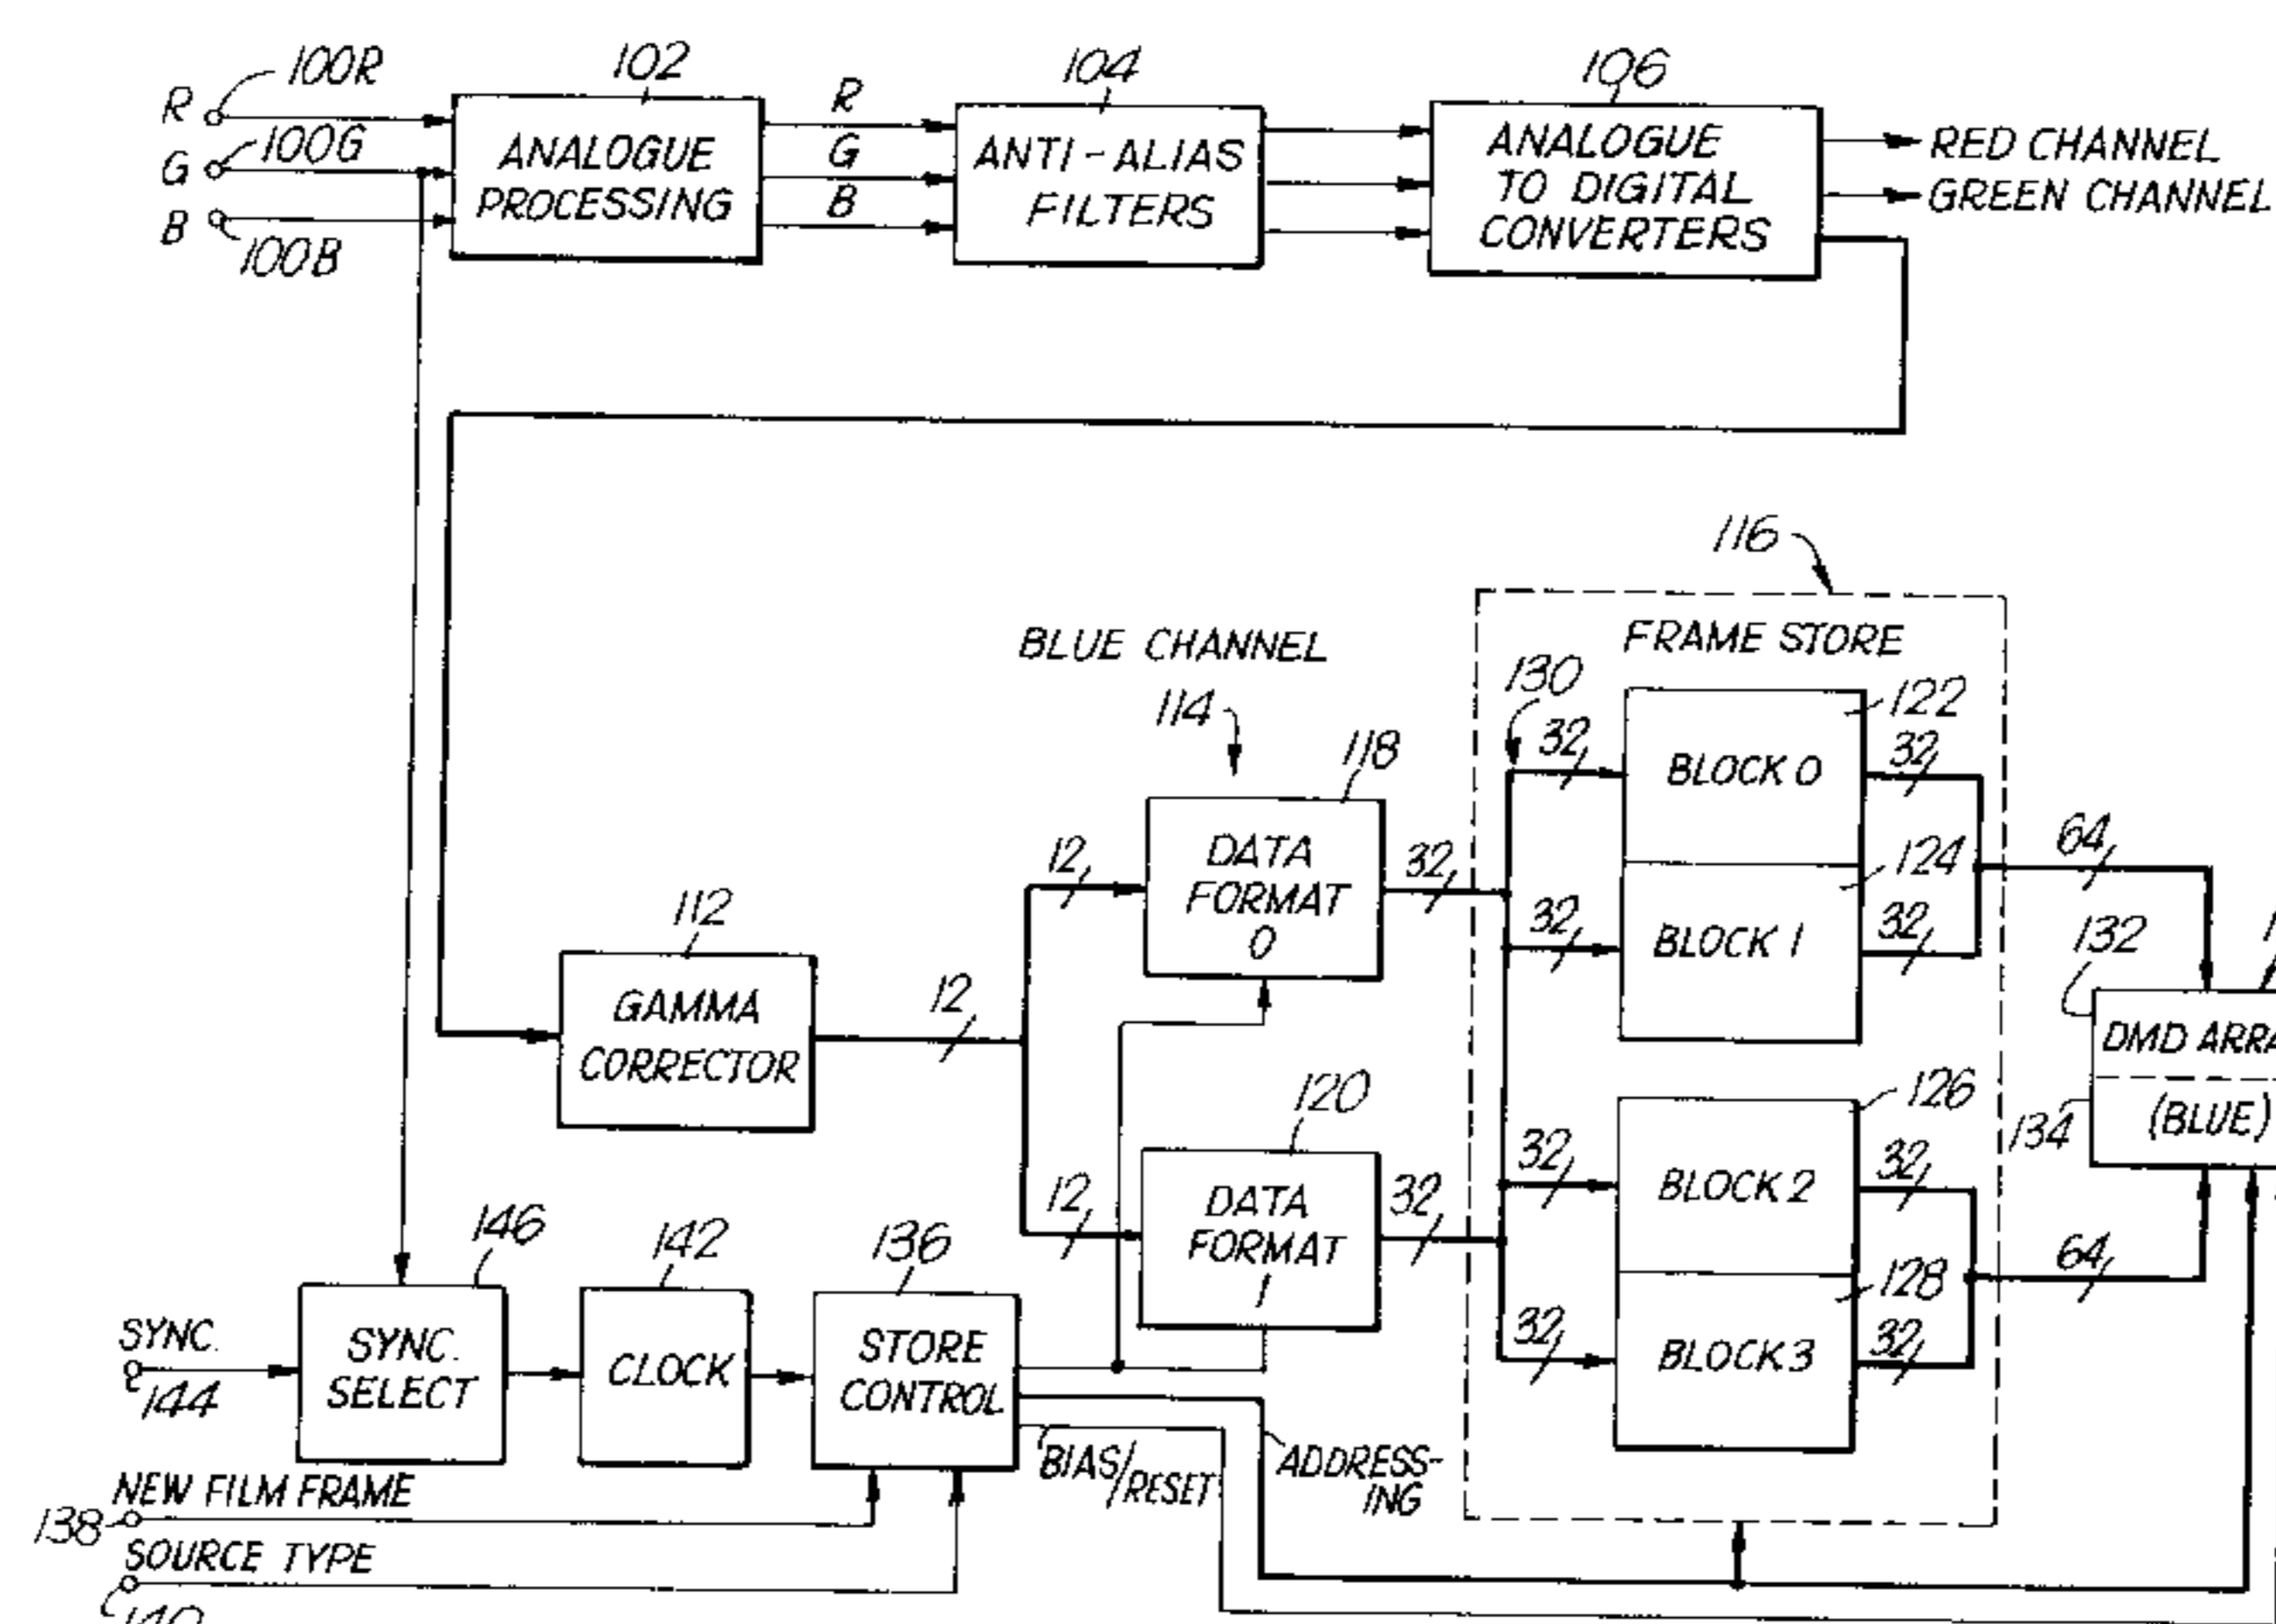 100R
102
104
106
R
R
100G
G
G
B
B
100B
ANALOGUE
PROCESSING
ANTI-ALIAS
FILTERS
ANALOGUE
TO DIGITAL
CONVERTERS
RED CHANNEL
GREEN CHANNEL
116
BLUE CHANNEL
FRAME STORE
114
130
122
118
32
32
BLOCK 0
12
DATA
FORMAT
0
32
124
64
112
32
BLOCK 1
32
132
GAMMA
CORRECTOR
12
DMD ARRA
(BLUE)
134
120
126
12
DATA
FORMAT
1
32
32
BLOCK 2
32
64
146
142
136
128
32
BLOCK 3
32
SYNC.
144
SYNC.
SELECT
CLOCK
STORE
CONTROL
BIAS/RESET
ADDRESS-
ING
NEW FILM FRAME
138
SOURCE TYPE
140